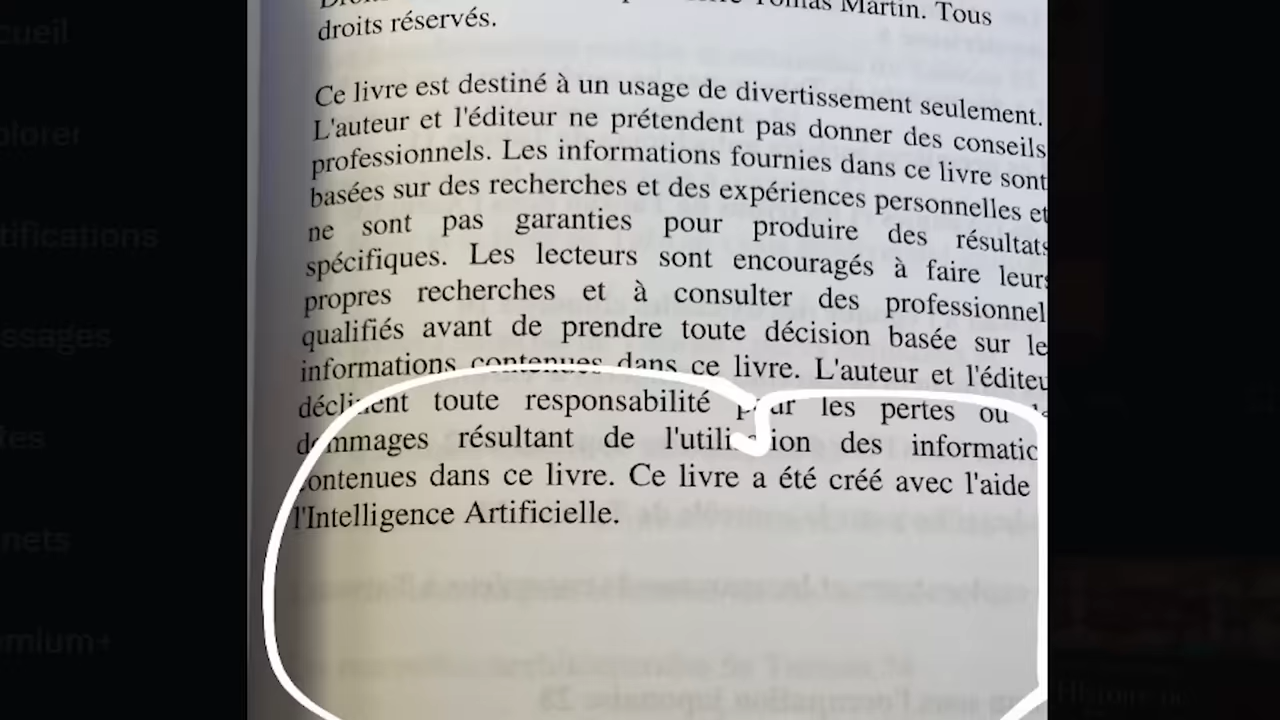 Tomas Martin. Tous
droits réservés.
Ce livre est destiné à un usage de divertissement seulement.
L'auteur et l'éditeur ne prétendent pas donner des conseils
professionnels. Les informations fournies dans ce livre sont
basées sur des recherches et des expériences personnelles et
ne sont pas garanties pour produire des résultats
spécifiques. Les lecteurs sont encouragés à faire leurs
propres recherches et à consulter des professionnel
qualifiés avant de prendre toute décision basée sur le
informations contenues dans ce livre. L'auteur et l'éditeu
déclinent toute responsabilité pour les pertes ou
dommages résultant de l'utilisation des informatic
contenues dans ce livre. Ce livre a été créé avec l'aide
l'Intelligence Artificielle.